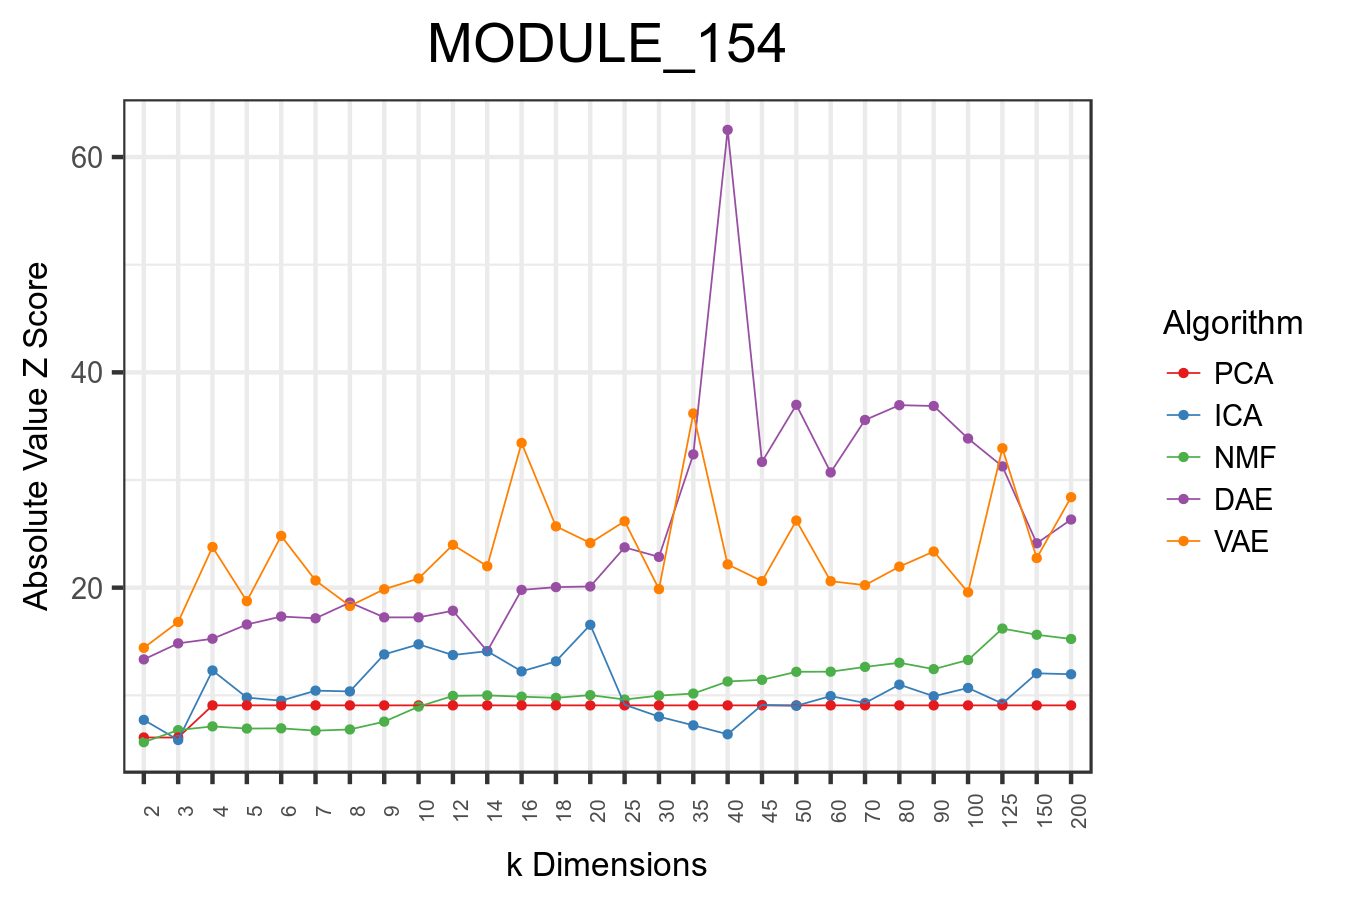 MODULE_154
Absolute Value Z Score
60
40
20
2 3 4 5 6 7 8 9 10 12 14 16 18 20 25 30 35 40 45 50 60 70 80 90 100 125 150 200
k Dimensions
Algorithm
PCA
ICA
NMF
DAE
VAE